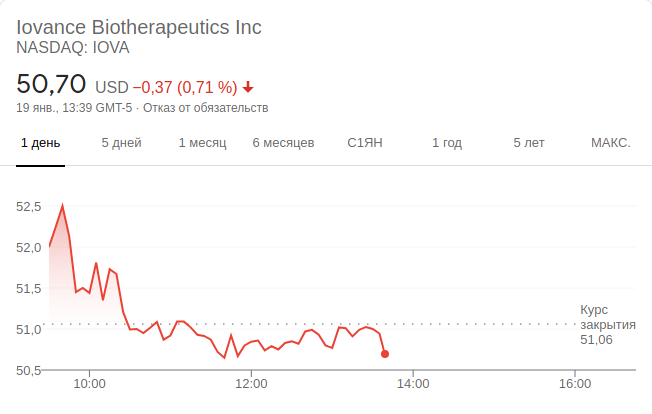 Iovance Biotherapeutics Inc
NASDAQ: IOVA
50,70 USD −0,37 (0,71 %)
19 янв., 13:39 GMT-5 · Отказ от обязательств
1 день 5 дней 1 месяц 6 месяцев С1ЯН 1 год 5 лет МАКС.
52,5
52,0
51,5
51,0
50,5
Курс
закрытия
51,06
10:00 12:00 14:00 16:00